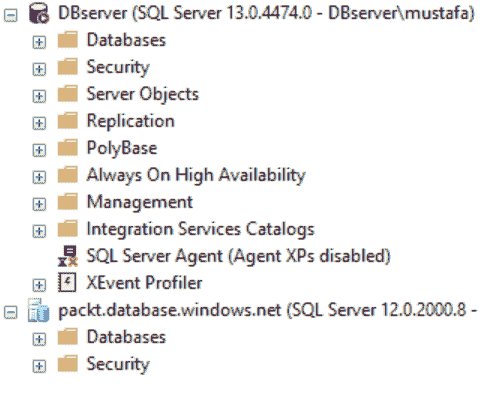 DBserver (SQL Server 13.0.4474.0 - DBserver\mustafa)
Databases
Security
Server Objects
Replication
PolyBase
Always On High Availability
Management
Integration Services Catalogs
SQL Server Agent (Agent XPs disabled)
XEvent Profiler
packt.database.windows.net (SQL Server 12.0.2000.8 -
Databases
Security